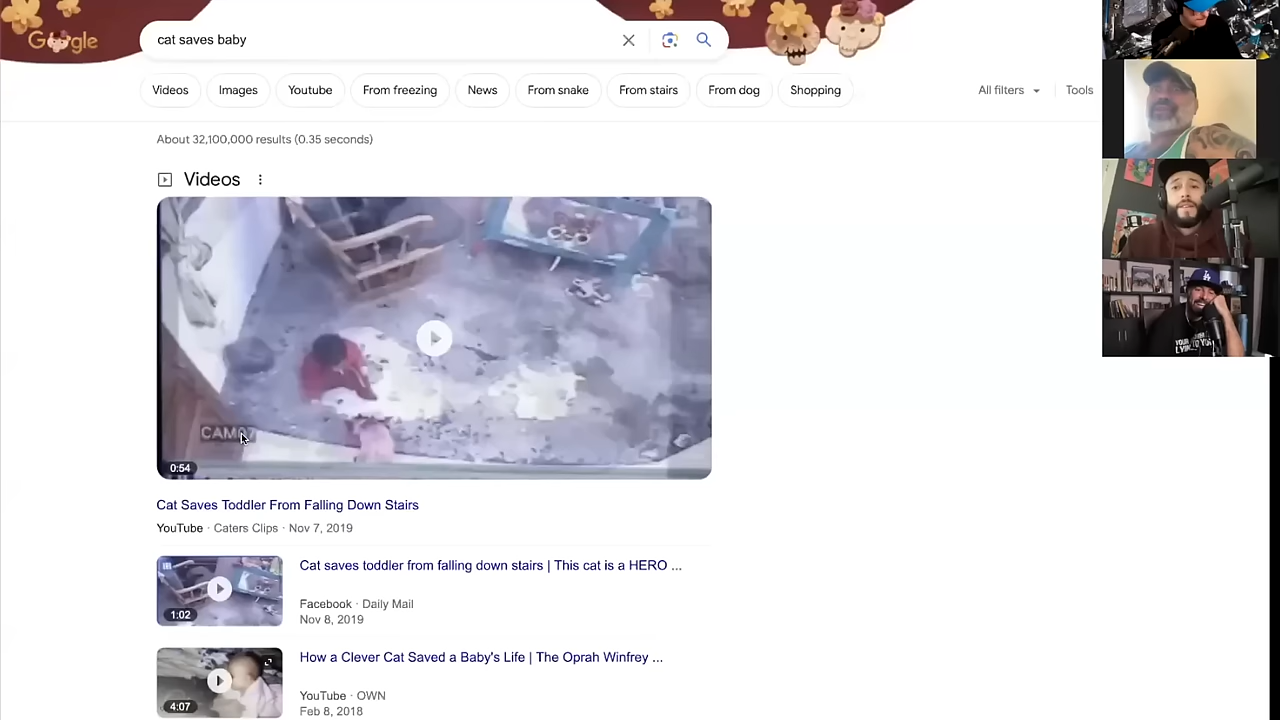 Google
cat saves baby
Videos
Images
Youtube
From freezing
News
From snake
From stairs
From dog
Shopping
All filters
Tools
About 32,100,000 results (0.35 seconds)
Videos
0:54
Cat Saves Toddler From Falling Down Stairs
YouTube · Caters Clips · Nov 7, 2019
1:02
Cat saves toddler from falling down stairs | This cat is a HERO ...
Facebook · Daily Mail
Nov 8, 2019
4:07
How a Clever Cat Saved a Baby's Life | The Oprah Winfrey ...
YouTube · OWN
Feb 8, 2018